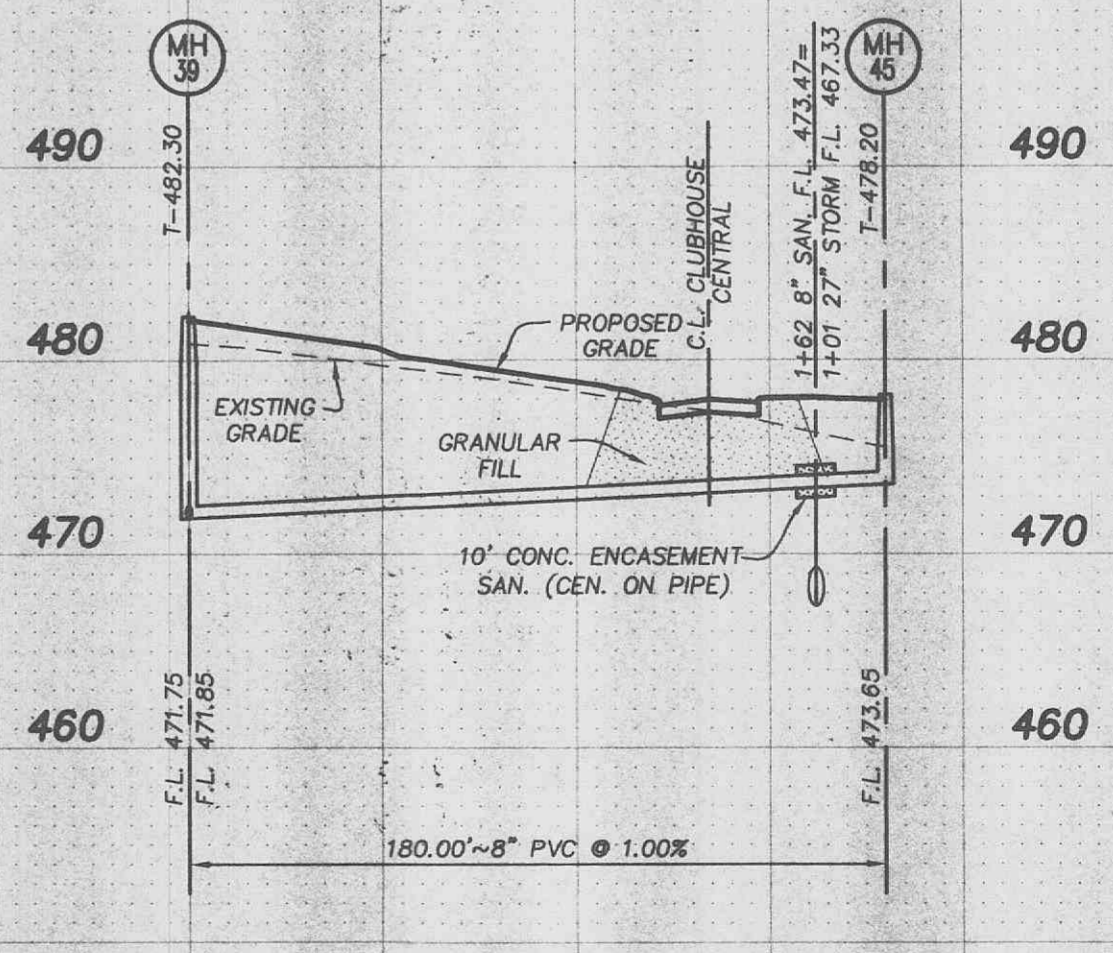 MH
39
MH
45
T-482.30
1+62 8" SAN. F.L. 473.47=
1+01 27" STORM F.L. 467.33
T-478.20
490
490
C.L. CLUBHOUSE
CENTRAL
480
PROPOSED
GRADE
480
EXISTING
GRADE
GRANULAR
FILL
470
470
10' CONC. ENCASEMENT
SAN. (CEN. ON PIPE)
460
F.L. 471.75
F.L. 471.85
F.L. 473.65
460
180.00'~8" PVC @ 1.00%